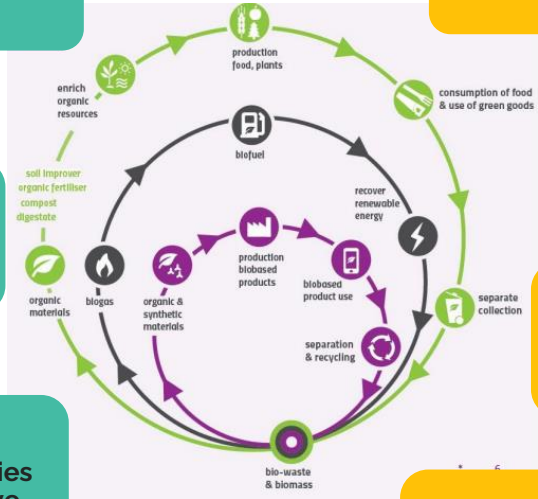 production
food, plants
enrich
organic
resources
consumption of food
& use of green goods
biofuel
soil improver
organic fertiliser
compost
digestate
recover
renewable
energy
production
biobased
products
biobased
product use
organic
materials
biogas
organic &
synthetic
materials
separate
collection
separation
& recycling
bio-waste
& biomass
ies